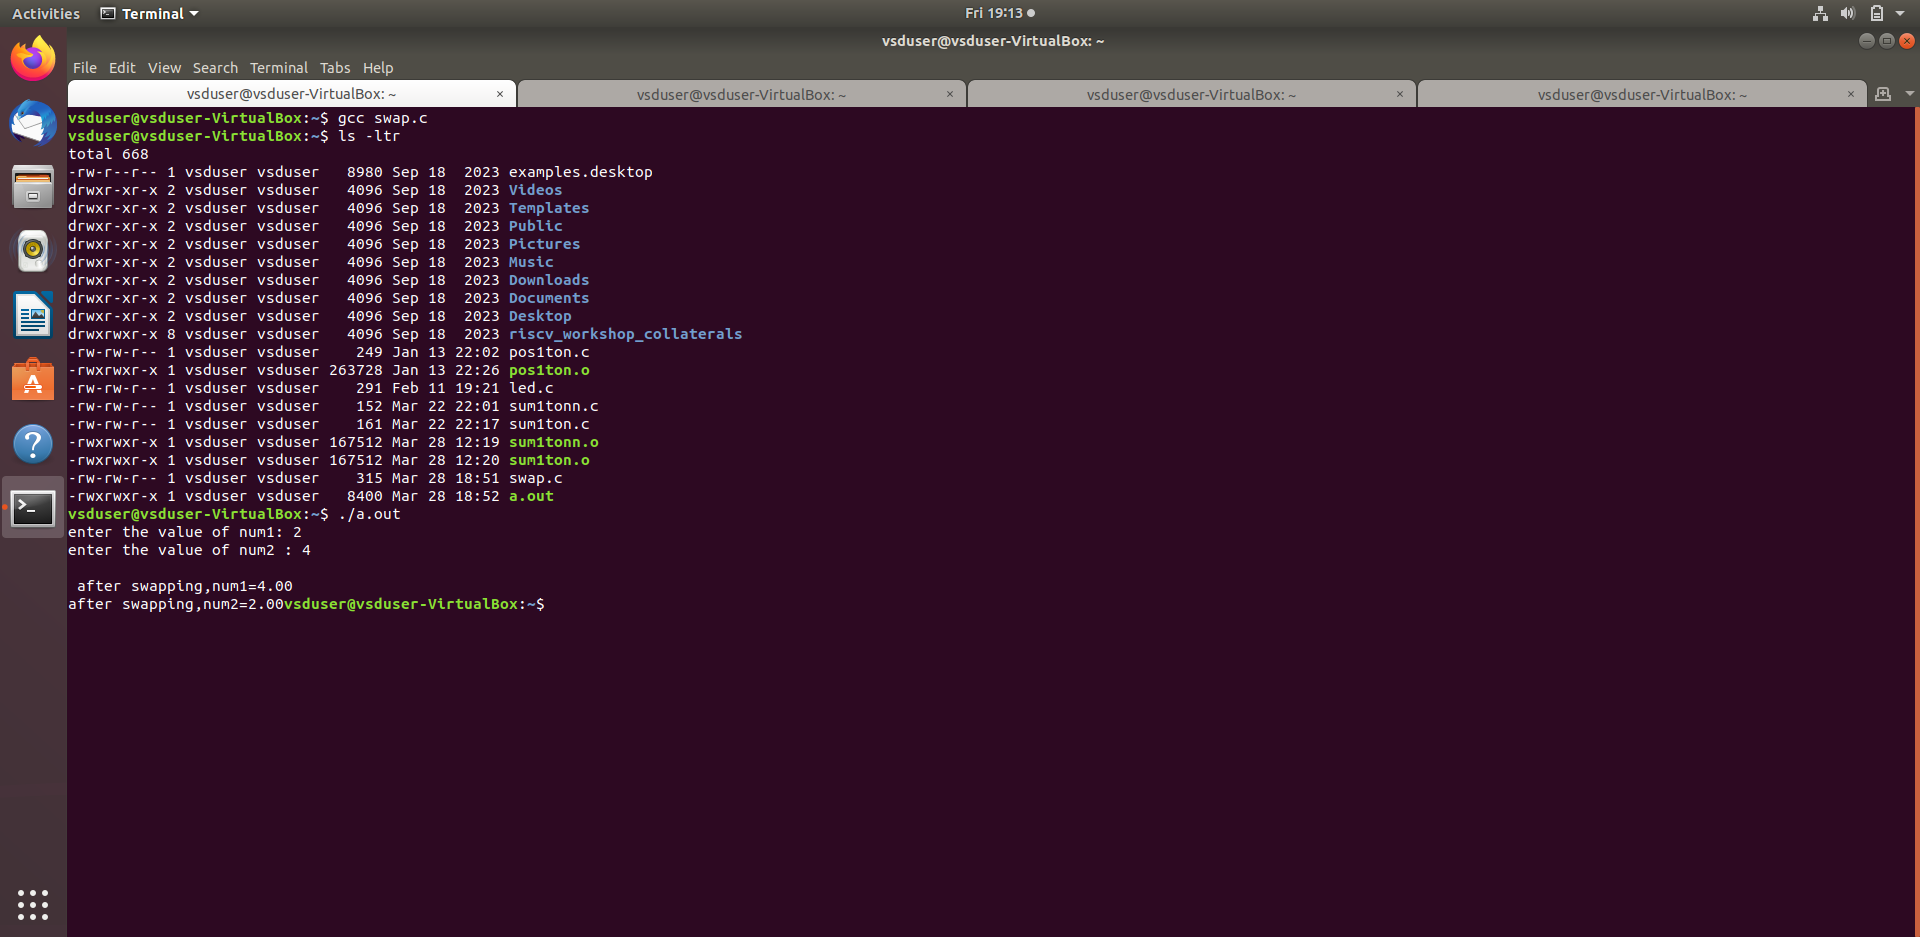 Activities Terminal Fri 19:13
vsduser@vsduser-VirtualBox: ~
File Edit View Search Terminal Tabs Help
vsduser@vsduser-VirtualBox: ~ × vsduser@vsduser-VirtualBox: ~ × vsduser@vsduser-VirtualBox: ~ × vsduser@vsduser-VirtualBox: ~ ×
vsduser@vsduser-VirtualBox:~$ gcc swap.c
vsduser@vsduser-VirtualBox:~$ ls -ltr
total 668
-rw-r--r-- 1 vsduser vsduser   8980 Sep 18  2023 examples.desktop
drwxr-xr-x 2 vsduser vsduser   4096 Sep 18  2023 Videos
drwxr-xr-x 2 vsduser vsduser   4096 Sep 18  2023 Templates
drwxr-xr-x 2 vsduser vsduser   4096 Sep 18  2023 Public
drwxr-xr-x 2 vsduser vsduser   4096 Sep 18  2023 Pictures
drwxr-xr-x 2 vsduser vsduser   4096 Sep 18  2023 Music
drwxr-xr-x 2 vsduser vsduser   4096 Sep 18  2023 Downloads
drwxr-xr-x 2 vsduser vsduser   4096 Sep 18  2023 Documents
drwxr-xr-x 2 vsduser vsduser   4096 Sep 18  2023 Desktop
drwxrwxr-x 8 vsduser vsduser   4096 Sep 18  2023 riscv_workshop_collaterals
-rw-rw-r-- 1 vsduser vsduser    249 Jan 13 22:02 pos1ton.c
-rwxrwxr-x 1 vsduser vsduser 263728 Jan 13 22:26 pos1ton.o
-rw-rw-r-- 1 vsduser vsduser    291 Feb 11 19:21 led.c
-rw-rw-r-- 1 vsduser vsduser    152 Mar 22 22:01 sum1tonn.c
-rw-rw-r-- 1 vsduser vsduser    161 Mar 22 22:17 sum1ton.c
-rwxrwxr-x 1 vsduser vsduser 167512 Mar 28 12:19 sum1tonn.o
-rwxrwxr-x 1 vsduser vsduser 167512 Mar 28 12:20 sum1ton.o
-rw-rw-r-- 1 vsduser vsduser    315 Mar 28 18:51 swap.c
-rwxrwxr-x 1 vsduser vsduser   8400 Mar 28 18:52 a.out
vsduser@vsduser-VirtualBox:~$ ./a.out
enter the value of num1: 2
enter the value of num2 : 4
 after swapping,num1=4.00
after swapping,num2=2.00vsduser@vsduser-VirtualBox:~$